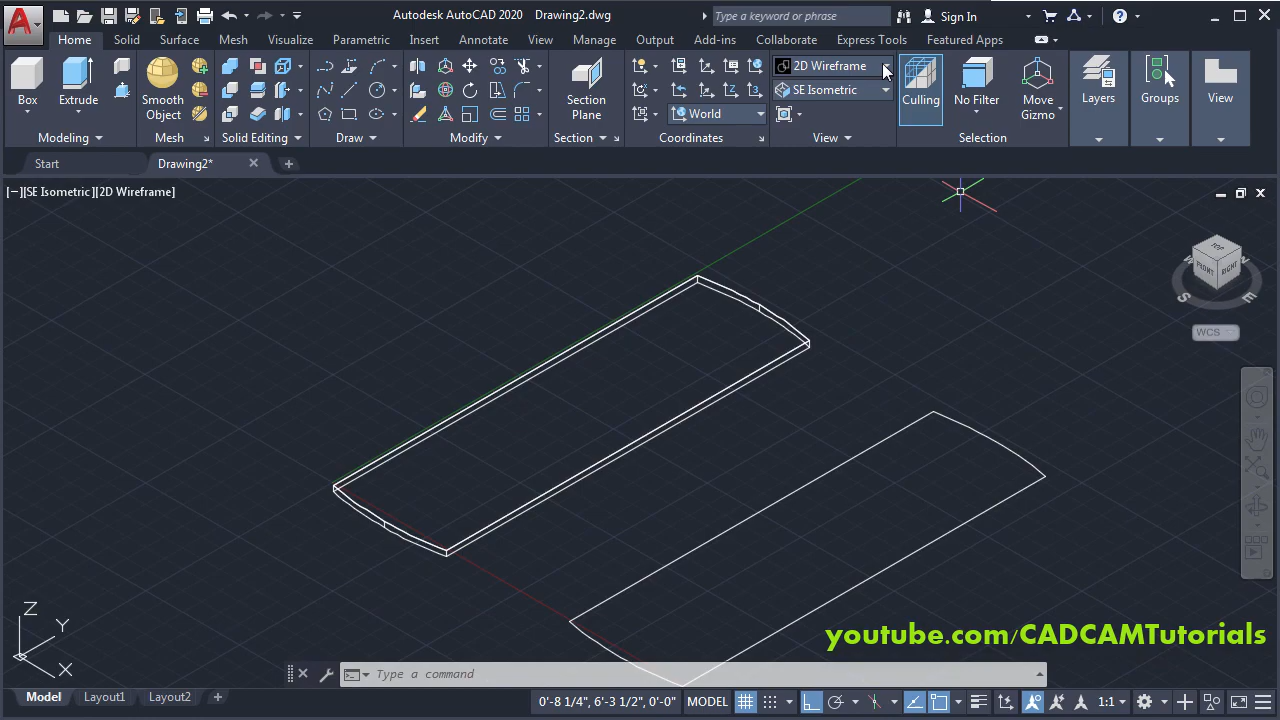 Autodesk AutoCAD 2020 Drawing2.dwg
Type a keyword or phrase
Sign In
Home Solid Surface Mesh Visualize Parametric Insert Annotate View Manage Output Add-ins Collaborate Express Tools Featured Apps
2D Wireframe
SE Isometric
World
Box
Extrude
Smooth
Object
Section
Plane
Culling
No Filter
Move
Gizmo
Layers
Groups
View
Modeling
Mesh
Solid Editing
Draw
Modify
Section
Coordinates
View
Selection
Start
Drawing2*
[−][SE Isometric][2D Wireframe]
TOP
FRONT
RIGHT
W
N
S
E
WCS
Z
Y
X
youtube.com/CADCAMTutorials
Type a command
Model
Layout1
Layout2
0'-8 1/4", 6'-3 1/2", 0'-0"
MODEL
1:1